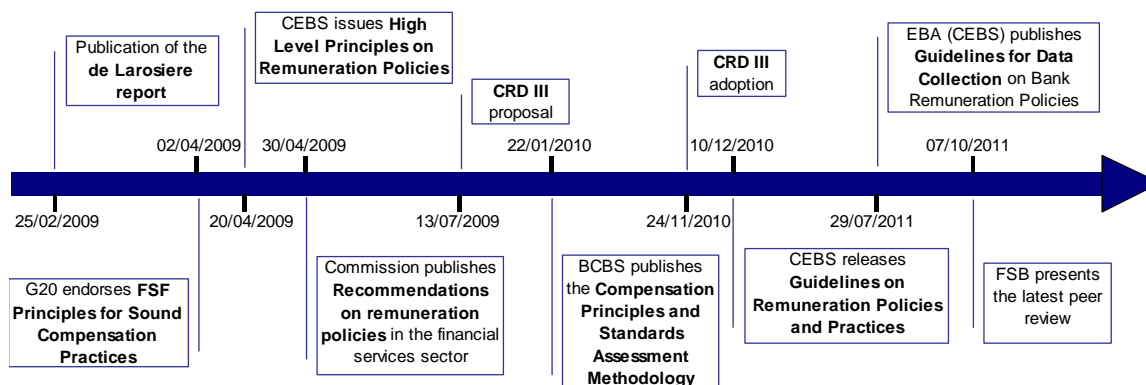 Publication of the
de Larosiere
report
CEBS issues High
Level Principles on
Remuneration Policies
CRD III
proposal
CRD III
adoption
EBA (CEBS) publishes
Guidelines for Data
Collection on Bank
Remuneration Policies
02/04/2009
30/04/2009
22/01/2010
10/12/2010
07/10/2011
25/02/2009
20/04/2009
13/07/2009
24/11/2010
29/07/2011
G20 endorses FSF
Principles for Sound
Compensation
Practices
Commission publishes
Recommendations
on remuneration
policies in the financial
services sector
BCBS publishes
the Compensation
Principles and
Standards
Assessment
Methodology
CEBS releases
Guidelines on
Remuneration Policies
and Practices
FSB presents
the latest peer
review